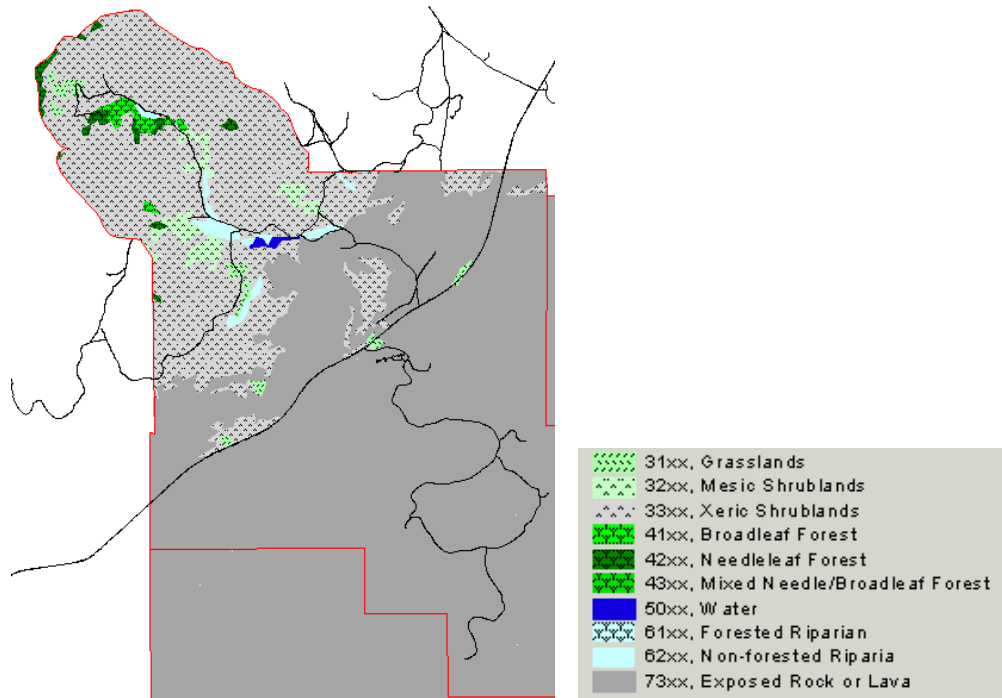 31xx, Grasslands
32xx, Mesic Shrublands
33xx, Xeric Shrublands
41xx, Broadleaf Forest
42xx, Needleleaf Forest
43xx, Mixed Needle/Broadleaf Forest
50xx, Water
61xx, Forested Riparian
62xx, Non-forested Riparia
73xx, Exposed Rock or Lava